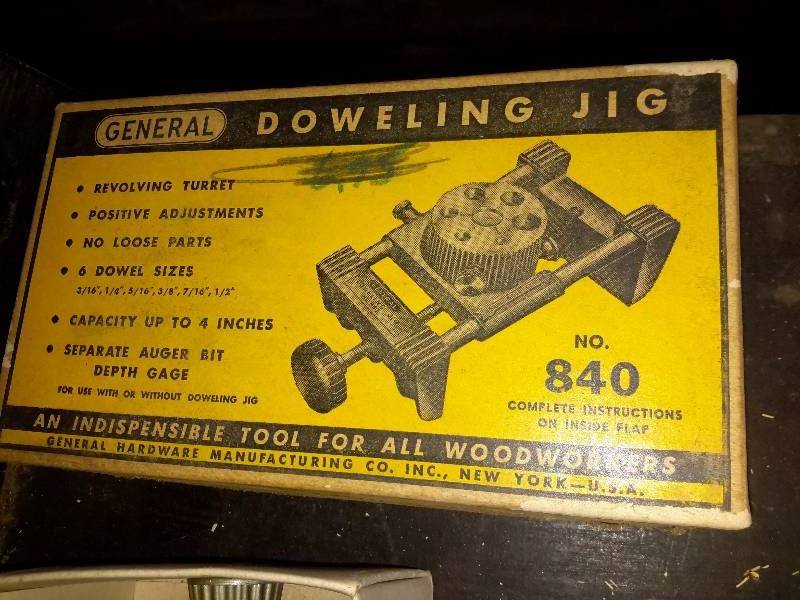 GENERAL DOWELING JIG
• REVOLVING TURRET
• POSITIVE ADJUSTMENTS
• NO LOOSE PARTS
• 6 DOWEL SIZES
3/16", 1/4", 5/16", 3/8", 7/16", 1/2"
• CAPACITY UP TO 4 INCHES
• SEPARATE AUGER BIT
DEPTH GAGE
FOR USE WITH OR WITHOUT DOWELING JIG
NO.
840
COMPLETE INSTRUCTIONS
ON INSIDE FLAP
AN INDISPENSIBLE TOOL FOR ALL WOODWORKERS
GENERAL HARDWARE MANUFACTURING CO. INC., NEW YORK—U.S.A.